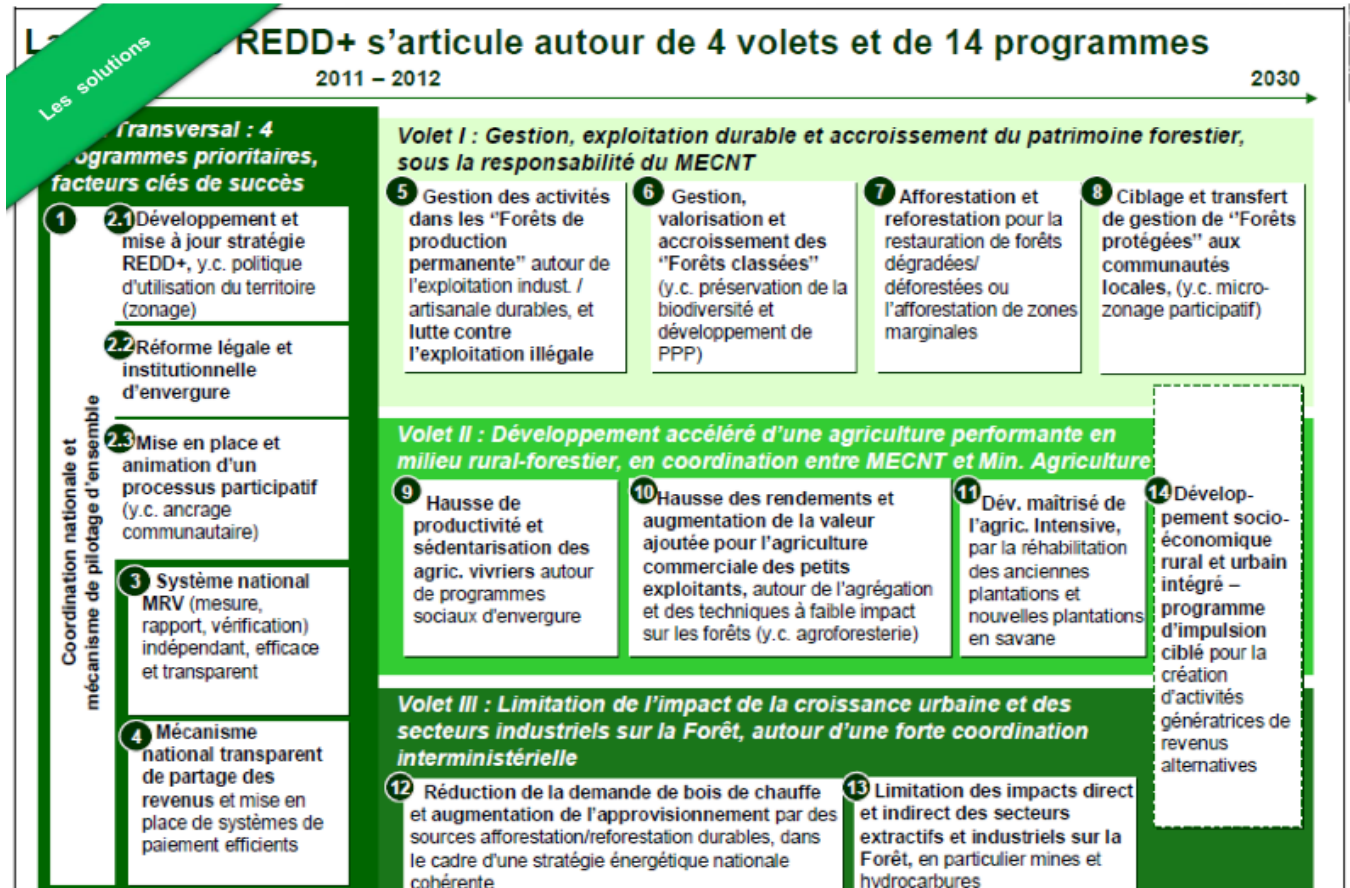 Les solutions
REDD+ s'articule autour de 4 volets et de 14 programmes
2011 – 2012
2030
Transversal : 4
programmes prioritaires,
facteurs clés de succès
1
Coordination nationale et
mécanisme de pilotage d'ensemble
2.1 Développement et
mise à jour stratégie
REDD+, y.c. politique
d'utilisation du territoire
(zonage)
2.2 Réforme légale et
institutionnelle
d'envergure
2.3 Mise en place et
animation d'un
processus participatif
(y.c. ancrage
communautaire)
3 Système national
MRV (mesure,
rapport, vérification)
indépendant, efficace
et transparent
4 Mécanisme
national transparent
de partage des
revenus et mise en
place de systèmes de
paiement efficients
Volet I : Gestion, exploitation durable et accroissement du patrimoine forestier,
sous la responsabilité du MECNT
5 Gestion des activités
dans les "Forêts de
production
permanente" autour de
l'exploitation indust. /
artisanale durables, et
lutte contre
l'exploitation illégale
6 Gestion,
valorisation et
accroissement des
"Forêts classées"
(y.c. préservation de la
biodiversité et
développement de
PPP)
7 Afforestation et
reforestation pour la
restauration de forêts
dégradées/
déforestées ou
l'afforestation de zones
marginales
8 Ciblage et transfert
de gestion de "Forêts
protégées" aux
communautés
locales, (y.c. micro-
zonage participatif)
Volet II : Développement accéléré d'une agriculture performante en
milieu rural-forestier, en coordination entre MECNT et Min. Agriculture
9 Hausse de
productivité et
sédentarisation des
agric. vivriers autour
de programmes
sociaux d'envergure
10 Hausse des rendements et
augmentation de la valeur
ajoutée pour l'agriculture
commerciale des petits
exploitants, autour de l'agrégation
et des techniques à faible impact
sur les forêts (y.c. agroforesterie)
11 Dév. maîtrisé de
l'agric. Intensive,
par la réhabilitation
des anciennes
plantations et
nouvelles plantations
en savane
14 Dévelop-
pement socio-
économique
rural et urbain
intégré –
programme
d'impulsion
ciblé pour la
création
d'activités
génératrices de
revenus
alternatives
Volet III : Limitation de l'impact de la croissance urbaine et des
secteurs industriels sur la Forêt, autour d'une forte coordination
interministérielle
12 Réduction de la demande de bois de chauffe
et augmentation de l'approvisionnement par des
sources afforestation/reforestation durables, dans
le cadre d'une stratégie énergétique nationale
cohérente
13 Limitation des impacts direct
et indirect des secteurs
extractifs et industriels sur la
Forêt, en particulier mines et
hydrocarbures